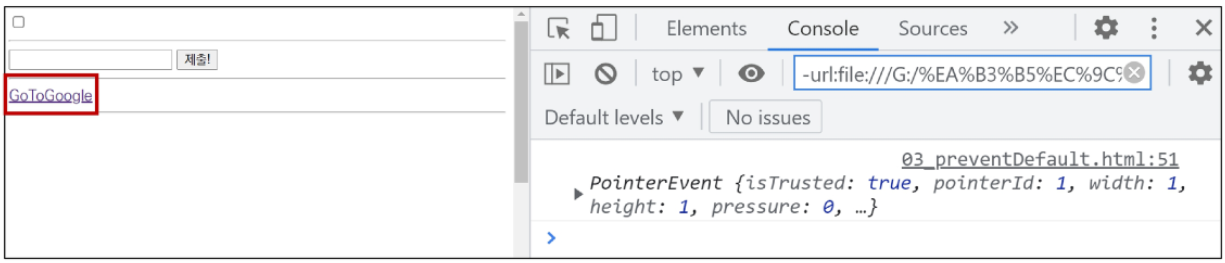 제출!
GoToGoogle
Elements Console Sources »
top ▼ -url:file:///G:/%EA%B3%B5%EC%9C%
Default levels ▼ No issues
03_preventDefault.html:51
PointerEvent {isTrusted: true, pointerId: 1, width: 1,
height: 1, pressure: 0, …}